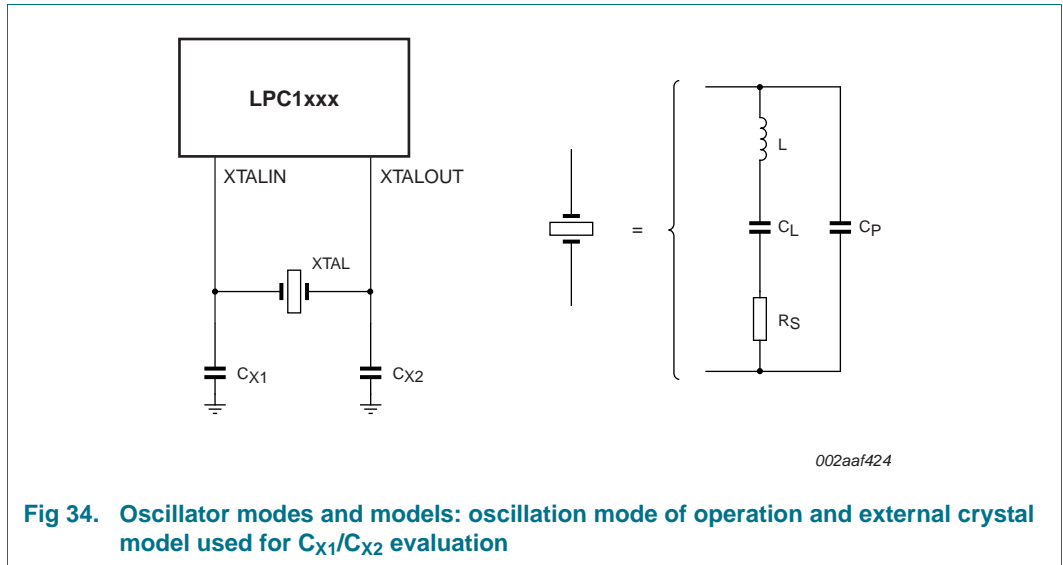 LPC1xxx
XTALIN XTALOUT
XTAL
CX1 CX2
=
L
CL CP
RS
002aaf424
Fig 34. Oscillator modes and models: oscillation mode of operation and external crystal
model used for CX1/CX2 evaluation